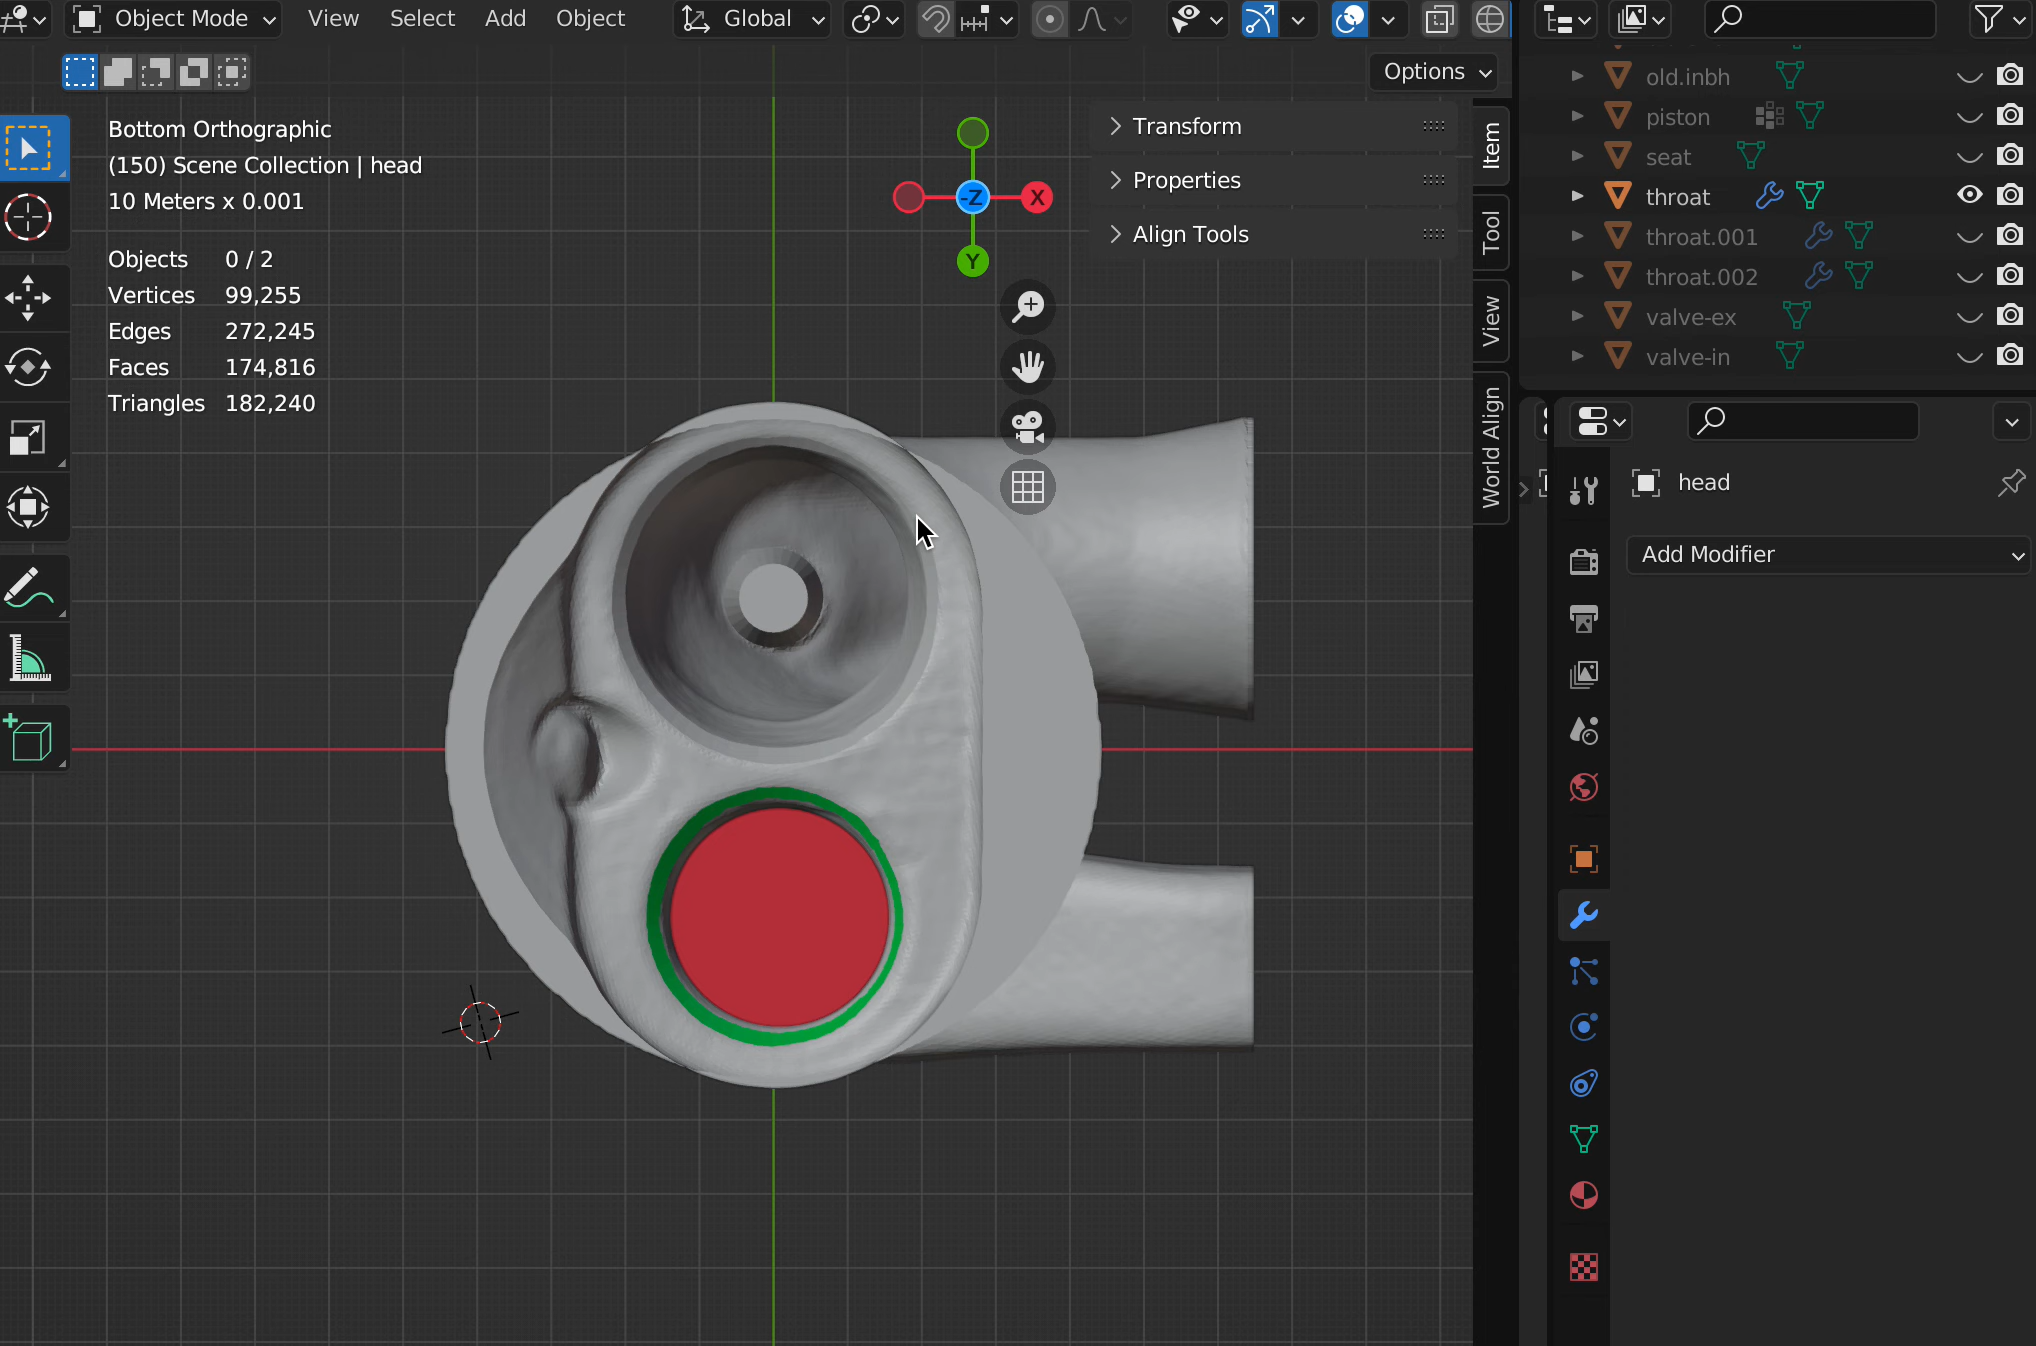 Object Mode View Select Add Object Global
Options
Bottom Orthographic
(150) Scene Collection | head
10 Meters x 0.001
Objects 0 / 2
Vertices 99,255
Edges 272,245
Faces 174,816
Triangles 182,240
-Z
X
Y
Transform
Properties
Align Tools
Item
Tool
View
World Align
old.inbh
piston
seat
throat
throat.001
throat.002
valve-ex
valve-in
head
Add Modifier